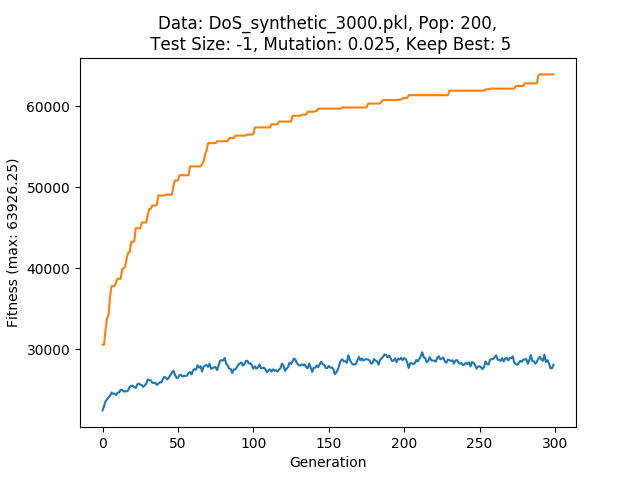 Data: DoS_synthetic_3000.pkl, Pop: 200,
Test Size: -1, Mutation: 0.025, Keep Best: 5
Fitness (max: 63926.25)
60000
50000
40000
30000
0 50 100 150 200 250 300
Generation